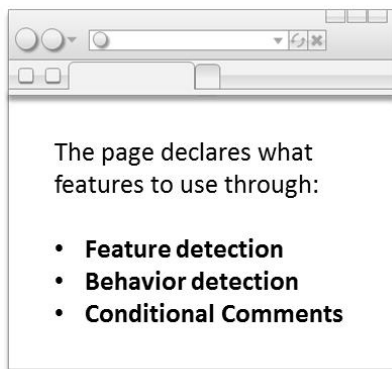 The page declares what
features to use through:
• Feature detection
• Behavior detection
• Conditional Comments